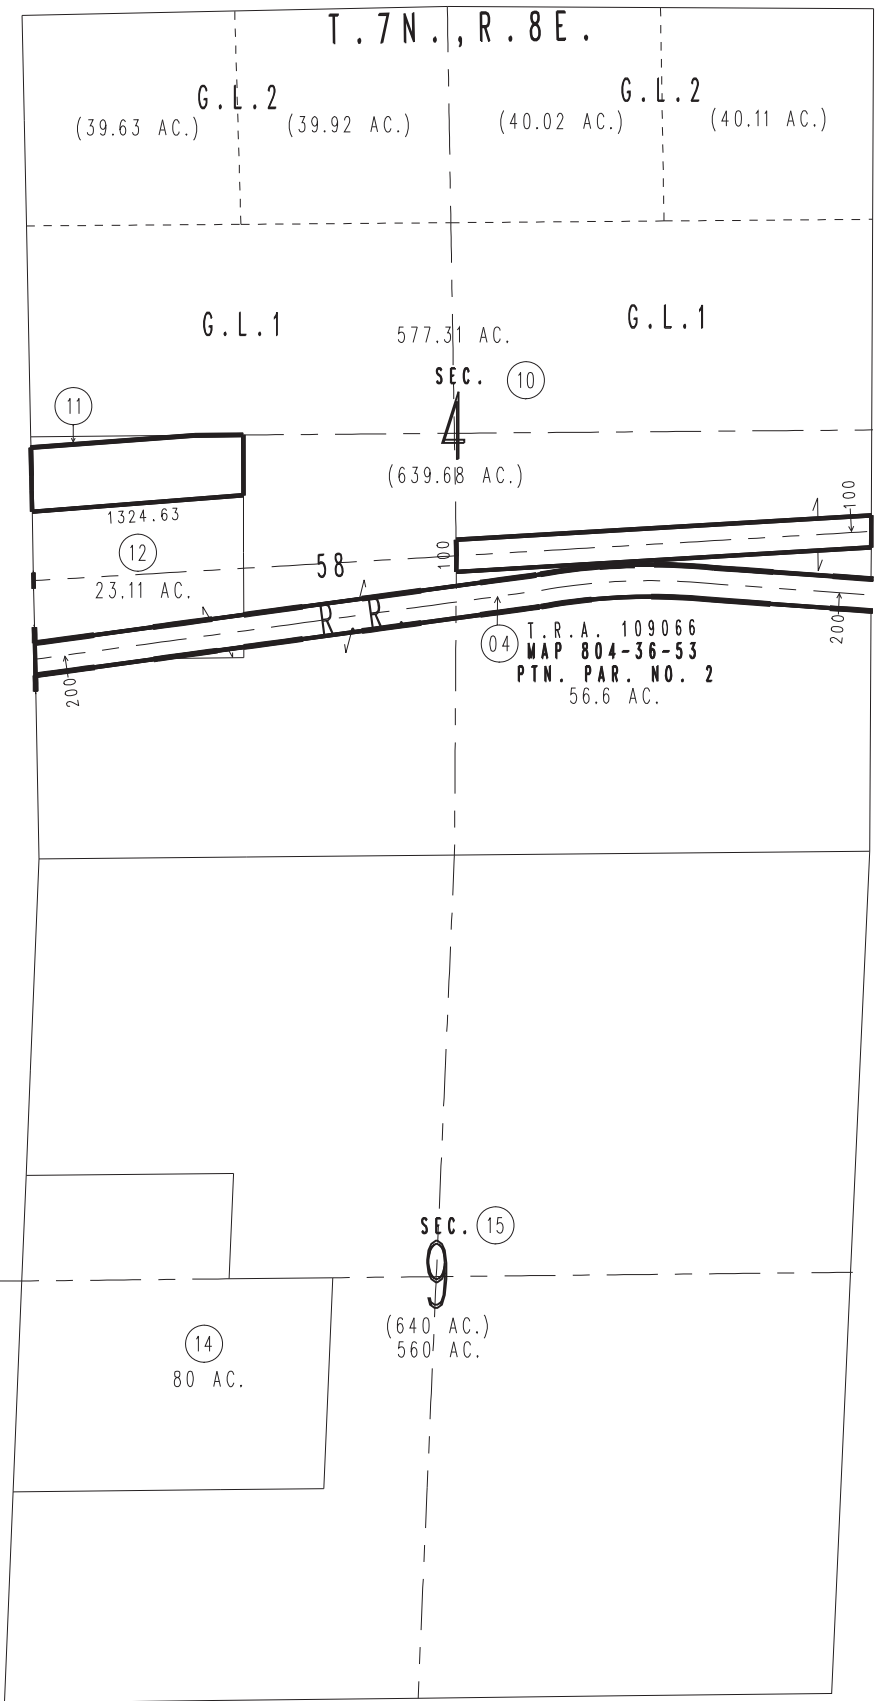 T.7N.,R.8E.
G.L.2
G.L.2
(39.63 AC.)
(39.92 AC.)
(40.02 AC.)
(40.11 AC.)
G.L.1
G.L.1
577.31 AC.
SEC. 10
11
4
(639.68 AC.)
1324.63
100
100
12
58
23.11 AC.
R R.
04
T.R.A. 109066
MAP 804-36-53
PTN. PAR. NO. 2
56.6 AC.
200
200
SEC. 15
9
(640 AC.)
560 AC.
14
80 AC.